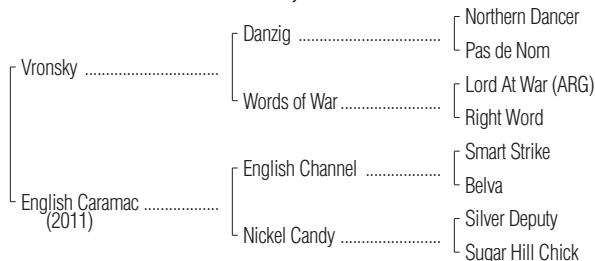 Northern Dancer
Danzig ..................................
Pas de Nom
Vronsky ................................
Lord At War (ARG)
Words of War........................
Right Word
Smart Strike
English Channel ..................
Belva
English Caramac ..................
(2011)
Silver Deputy
Nickel Candy ........................
Sugar Hill Chick